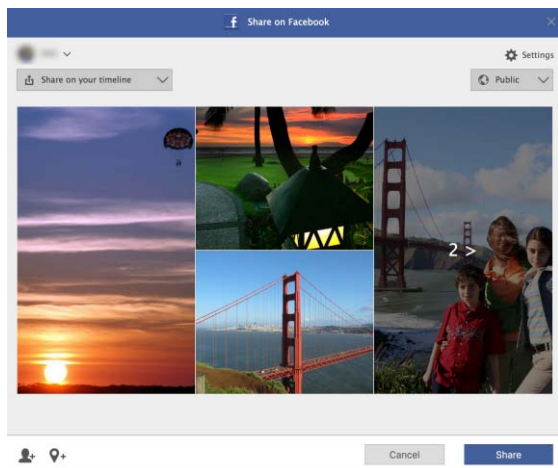 Share on Facebook
Settings
Share on your timeline
Public
2 >
Cancel
Share